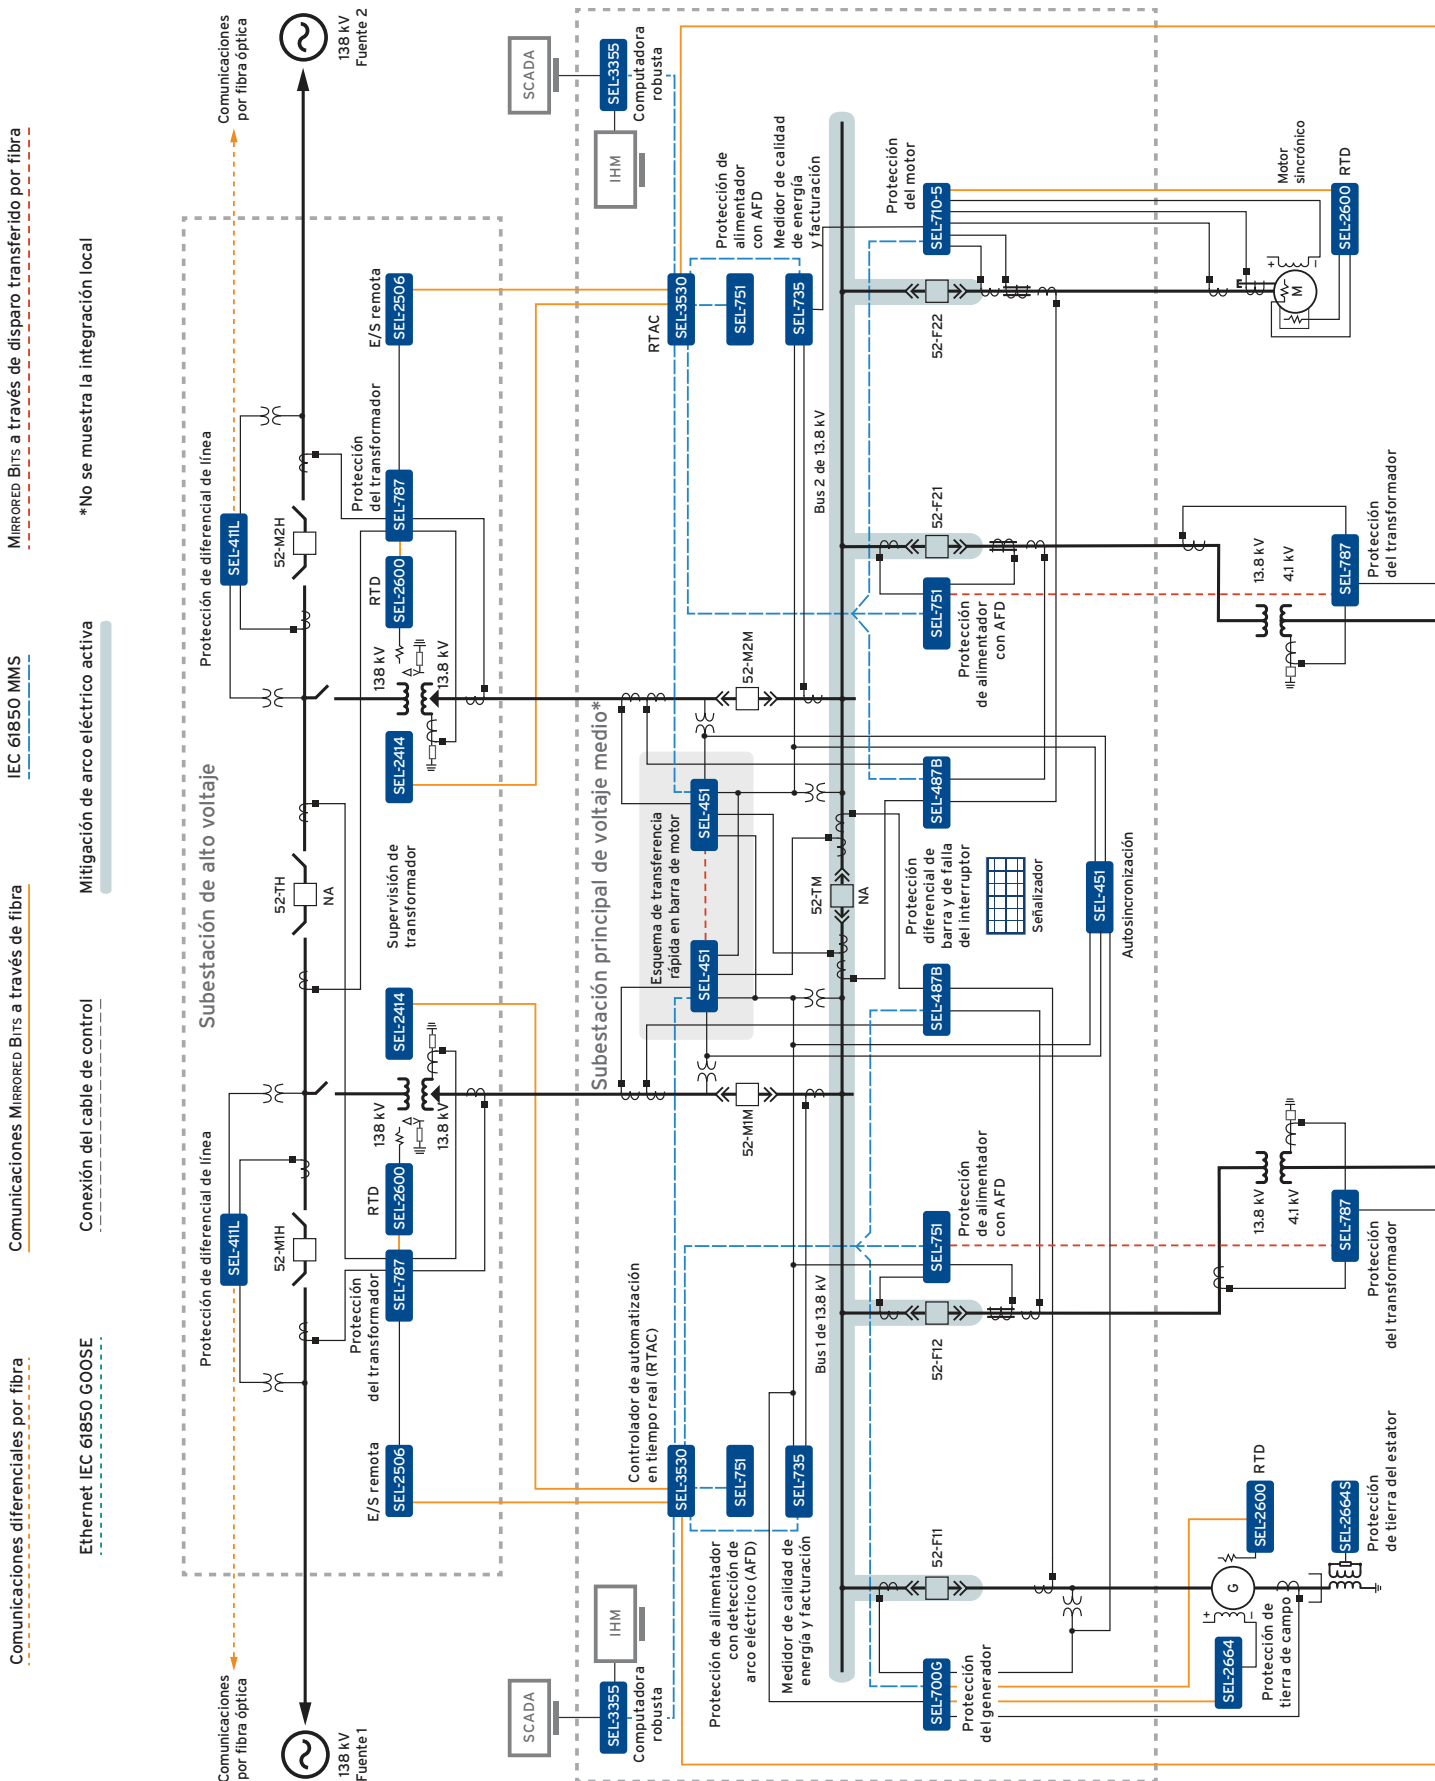 Comunicaciones diferenciales por fibra
Comunicaciones MIRRORED BITS a través de fibra
IEC 61850 MMS
MIRRORED BITS a través de disparo transferido por fibra
Ethernet IEC 61850 GOOSE
Conexión del cable de control
Mitigación de arco eléctrico activa
*No se muestra la integración local
Comunicaciones
por fibra óptica
138 kV
Fuente 1
Comunicaciones
por fibra óptica
138 kV
Fuente 2
Subestación de alto voltaje
Protección de diferencial de línea
SEL-411L
52-M1H
Protección
del transformador
SEL-787
RTD
SEL-2600
E/S remota
SEL-2506
138 kV
13.8 kV
SEL-2414
Supervisión de
transformador
52-TH
NA
SEL-2414
138 kV
13.8 kV
RTD
SEL-2600
Protección
del transformador
SEL-787
Protección de diferencial de línea
SEL-411L
52-M2H
E/S remota
SEL-2506
SCADA
IHM
SEL-3355
Computadora
robusta
Subestación principal de voltaje medio*
Controlador de automatización
en tiempo real (RTAC)
SEL-3530
SEL-751
SEL-735
Protección de alimentador
con detección de
arco eléctrico (AFD)
Medidor de calidad de
energía y facturación
52-M1M
Esquema de transferencia
rápida en barra de motor
SEL-451
SEL-451
52-M2M
RTAC
SEL-3530
SEL-751
SEL-735
Protección de
alimentador
con AFD
Medidor de calidad
de energía
y facturación
SCADA
IHM
SEL-3355
Computadora
robusta
Bus 1 de 13.8 kV
52-TM
NA
Bus 2 de 13.8 kV
SEL-700G
Protección
del generador
52-F11
52-F12
SEL-751
Protección
de alimentador
con AFD
SEL-487B
Protección
diferencial de
barra y de falla
del interruptor
SEL-487B
Señalizador
SEL-451
Autosincronización
SEL-751
Protección
de alimentador
con AFD
52-F21
52-F22
Protección
del motor
SEL-710-5
G
+
–
SEL-2664
Protección de
tierra de campo
RTD
SEL-2600
SEL-2664S
Protección
de tierra del estator
13.8 kV
4.1 kV
SEL-787
Protección
del transformador
13.8 kV
4.1 kV
SEL-787
Protección
del transformador
M
+
–
Motor
sincrónico
RTD
SEL-2600